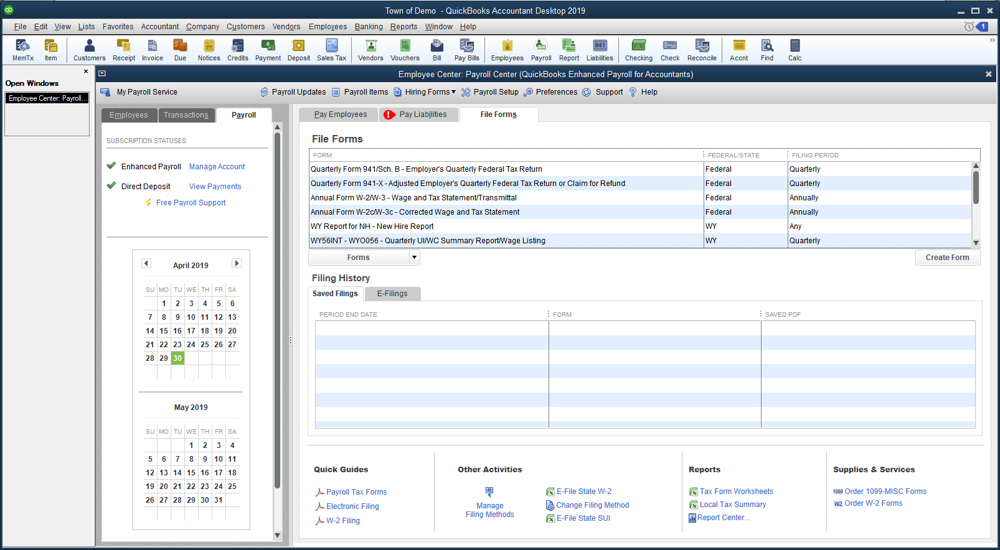 qb
Town of Demo - QuickBooks Accountant Desktop 2019
File Edit View Lists Favorites Accountant Company Customers Vendors Employees Banking Reports Window Help
1
MemTx Item Customers Receipt Invoice Due Notices Credits Payment Deposit Sales Tax Vendors Vouchers Bill Pay Bills Employees Payroll Report Liabilities Checking Check Reconcile Accnt Find Calc
Open Windows
Employee Center: Payroll...
Employee Center: Payroll Center (QuickBooks Enhanced Payroll for Accountants)
My Payroll Service
Payroll Updates Payroll Items Hiring Forms Payroll Setup Preferences Support Help
Employees Transactions Payroll
SUBSCRIPTION STATUSES
Enhanced Payroll Manage Account
Direct Deposit View Payments
Free Payroll Support
April 2019
SU MO TU WE TH FR SA
1 2 3 4 5 6
7 8 9 10 11 12 13
14 15 16 17 18 19 20
21 22 23 24 25 26 27
28 29 30
May 2019
SU MO TU WE TH FR SA
1 2 3 4
5 6 7 8 9 10 11
12 13 14 15 16 17 18
19 20 21 22 23 24 25
26 27 28 29 30 31
Pay Employees Pay Liabilities File Forms
File Forms
FORM FEDERAL/STATE FILING PERIOD
Quarterly Form 941/Sch. B - Employer's Quarterly Federal Tax Return Federal Quarterly
Quarterly Form 941-X - Adjusted Employer's Quarterly Federal Tax Return or Claim for Refund Federal Quarterly
Annual Form W-2/W-3 - Wage and Tax Statement/Transmittal Federal Annually
Annual Form W-2c/W-3c - Corrected Wage and Tax Statement Federal Annually
WY Report for NH - New Hire Report WY Any
WY56INT - WYO056 - Quarterly UI/WC Summary Report/Wage Listing WY Quarterly
Forms Create Form
Filing History
Saved Filings E-Filings
PERIOD END DATE FORM SAVED PDF
Quick Guides
Payroll Tax Forms
Electronic Filing
W-2 Filing
Other Activities
Manage
Filing Methods
E-File State W-2
Change Filing Method
E-File State SUI
Reports
Tax Form Worksheets
Local Tax Summary
Report Center...
Supplies & Services
1099 Order 1099-MISC Forms
W2 Order W-2 Forms